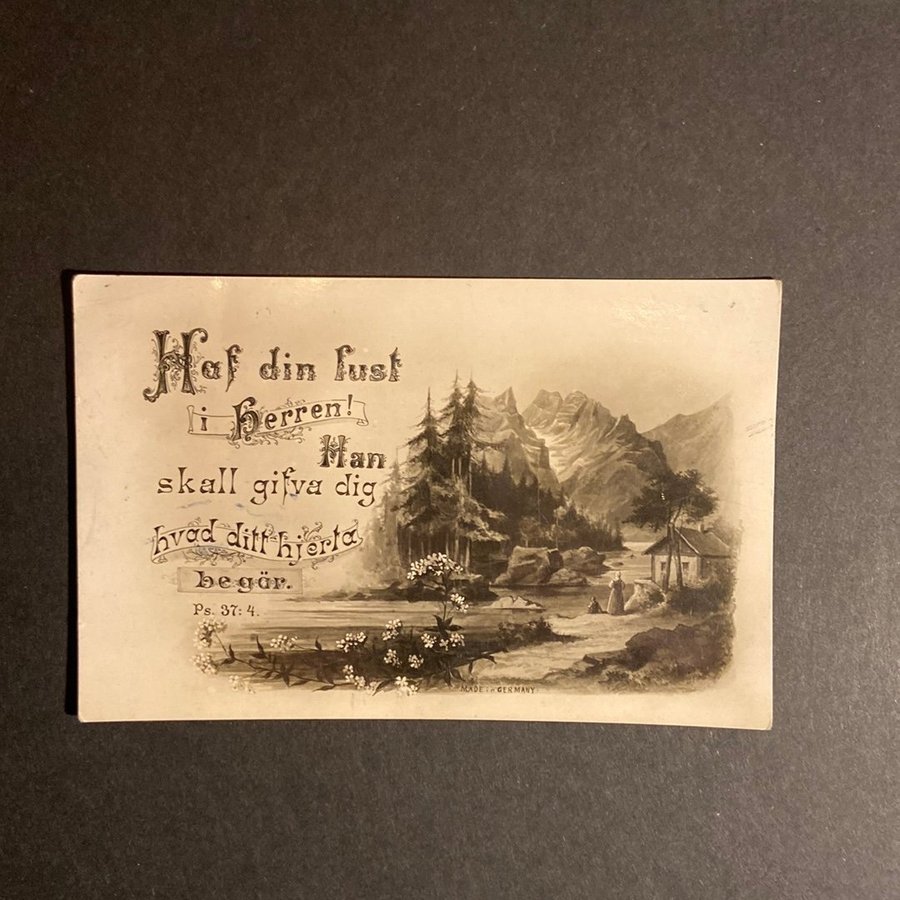 Haf din lust
i Herren!
Han
skall gifva dig
hvad ditt hjerta
begär.
Ps. 37: 4.
MADE in GERMANY.